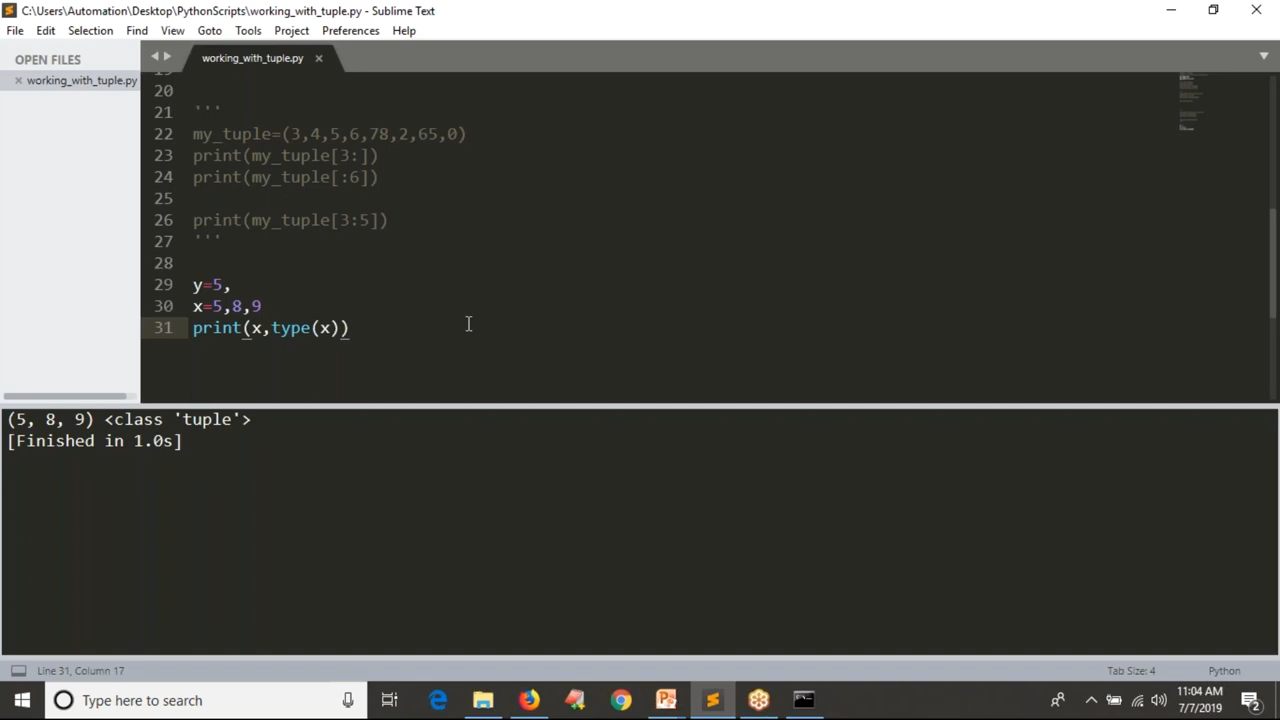 C:\Users\Automation\Desktop\PythonScripts\working_with_tuple.py - Sublime Text
File Edit Selection Find View Goto Tools Project Preferences Help
OPEN FILES
working_with_tuple.py
working_with_tuple.py
19
20
21 '''
22 my_tuple=(3,4,5,6,78,2,65,0)
23 print(my_tuple[3:])
24 print(my_tuple[:6])
25
26 print(my_tuple[3:5])
27 '''
28
29 y=5,
30 x=5,8,9
31 print(x,type(x))
(5, 8, 9) <class 'tuple'>
[Finished in 1.0s]
Line 31, Column 17 Tab Size: 4 Python
Type here to search
11:04 AM
7/7/2019
2